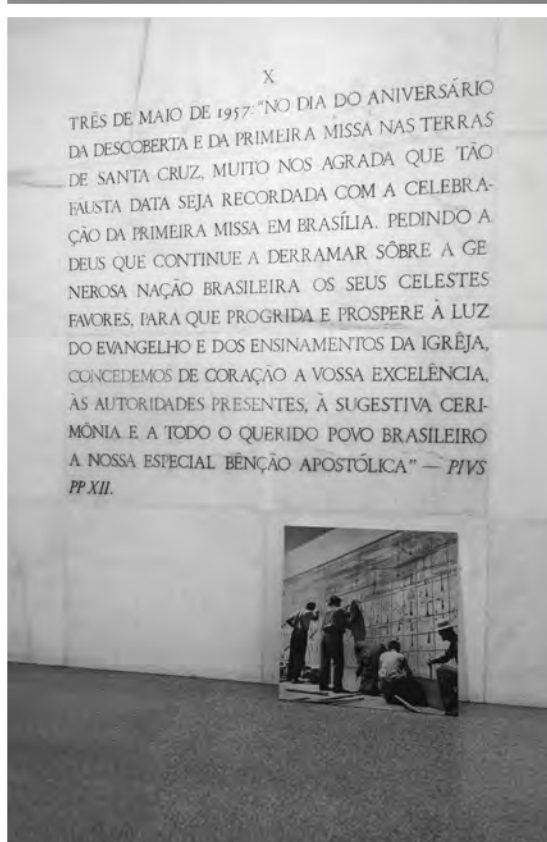 X
TRÊS DE MAIO DE 1957: "NO DIA DO ANIVERSÁRIO
DA DESCOBERTA E DA PRIMEIRA MISSA NAS TERRAS
DE SANTA CRUZ, MUITO NOS AGRADA QUE TÃO
FAUSTA DATA SEJA RECORDADA COM A CELEBRA-
ÇÃO DA PRIMEIRA MISSA EM BRASÍLIA. PEDINDO A
DEUS QUE CONTINUE A DERRAMAR SÔBRE A GE
NEROSA NAÇÃO BRASILEIRA OS SEUS CELESTES
FAVORES, PARA QUE PROGRIDA E PROSPERE À LUZ
DO EVANGELHO E DOS ENSINAMENTOS DA IGRÊJA,
CONCEDEMOS DE CORAÇÃO A VOSSA EXCELÊNCIA,
ÀS AUTORIDADES PRESENTES, À SUGESTIVA CERI-
MÔNIA E A TODO O QUERIDO POVO BRASILEIRO
A NOSSA ESPECIAL BÊNÇÃO APOSTÓLICA" — PIVS
PP XII.